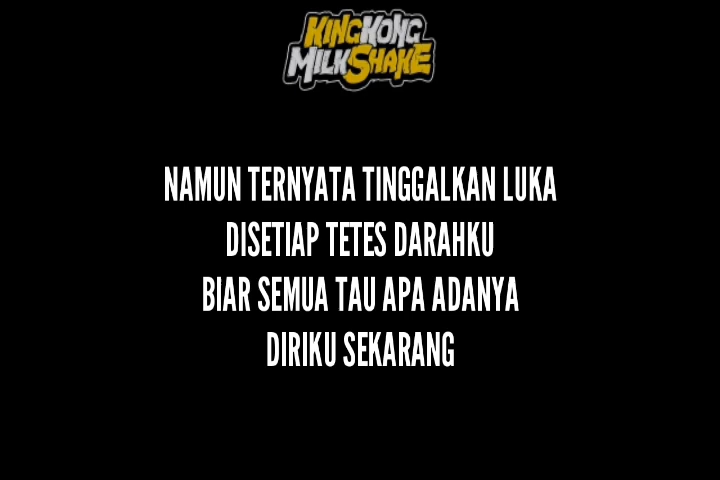 KINGKONG
MILKSHAKE
NAMUN TERNYATA TINGGALKAN LUKA
DISETIAP TETES DARAHKU
BIAR SEMUA TAU APA ADANYA
DIRIKU SEKARANG